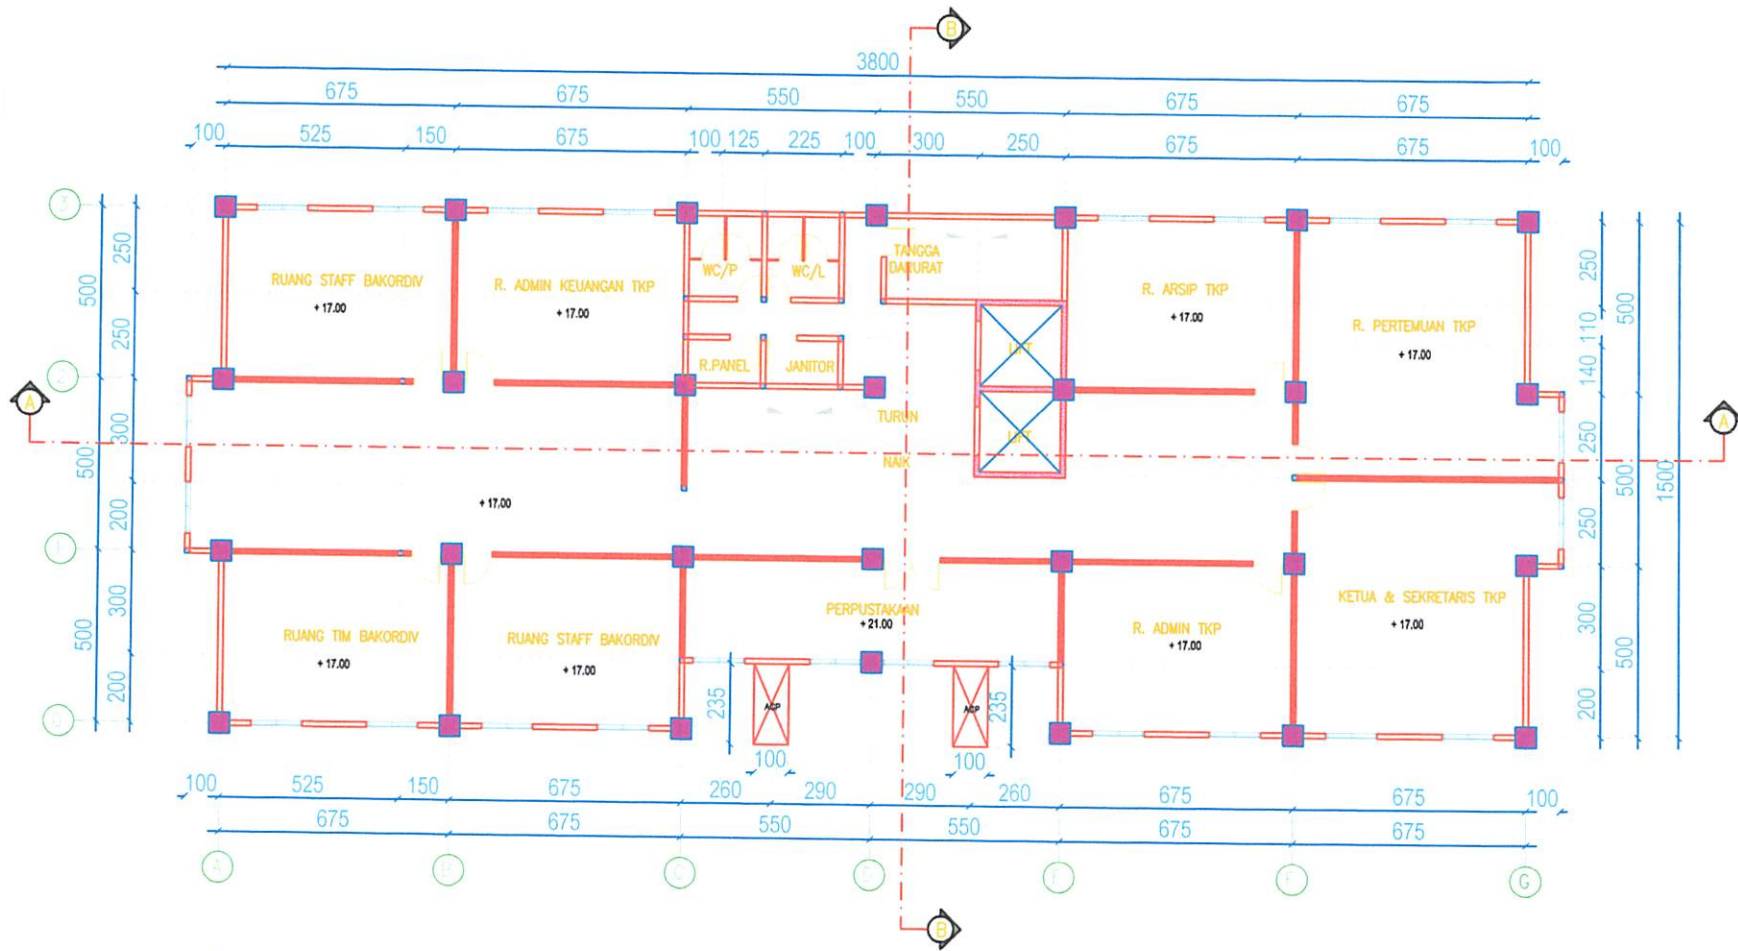 B
3800
675 675 550 550 675 675
100 525 150 675 100 125 225 100 300 250 675 675 100
3
2
1
0
500 500 500
250 250 300 200 300 200
A
RUANG STAFF BAKORDIV
+ 17.00
R. ADMIN KEUANGAN TKP
+ 17.00
WC/P
WC/L
TANGGA
DARURAT
R. ARSIP TKP
+ 17.00
R. PERTEMUAN TKP
+ 17.00
R.PANEL
JANITOR
LIFT
LIFT
TURUN
NAIK
+ 17.00
A
250 110 140 250 250 300 200
500 500 500
1500
RUANG TIM BAKORDIV
+ 17.00
RUANG STAFF BAKORDIV
+ 17.00
PERPUSTAKAAN
+ 21.00
R. ADMIN TKP
+ 17.00
KETUA & SEKRETARIS TKP
+ 17.00
235
ACP
ACP
235
100
100
100 525 150 675 260 290 290 260 675 675 100
675 675 550 550 675 675
A B C D E F G
B